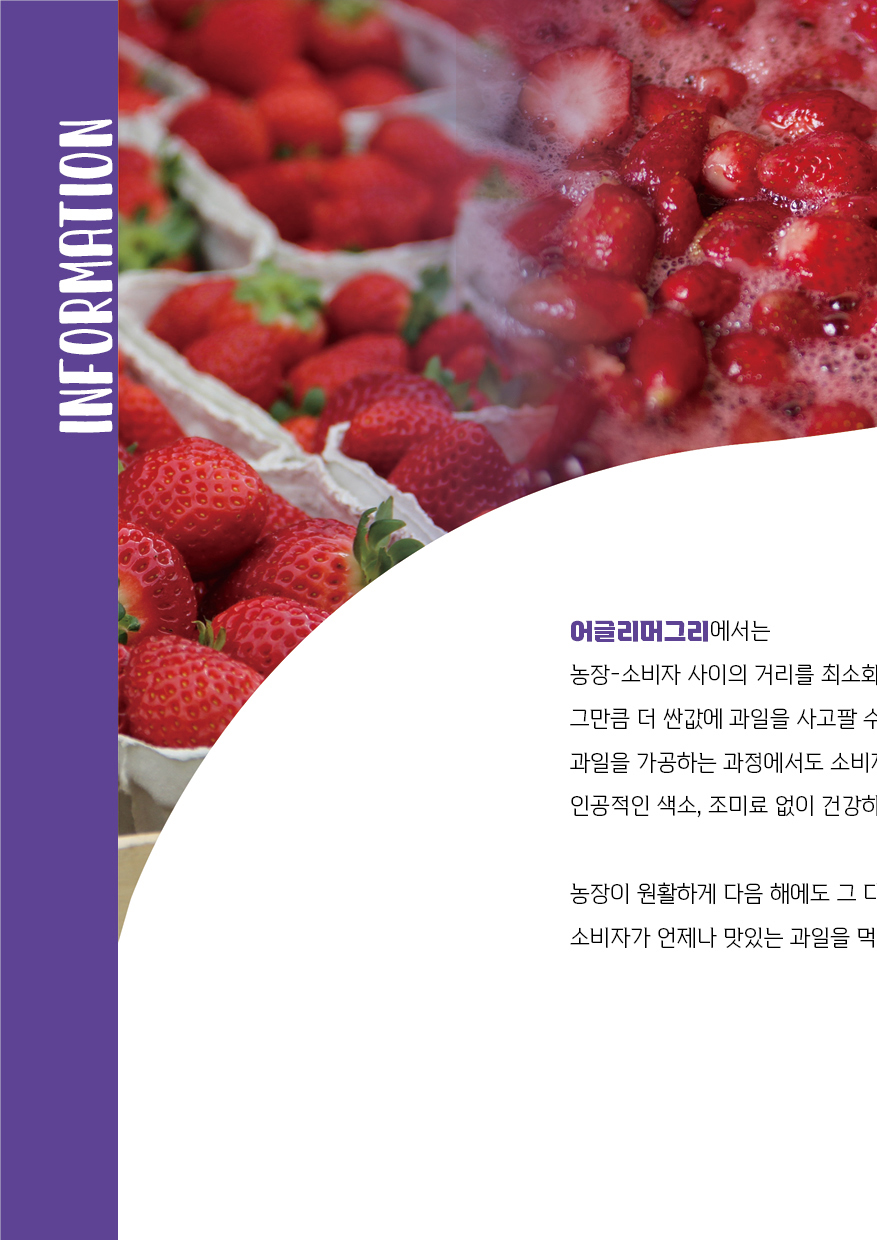 INFORMATION
어글리머그리에서는
농장-소비자 사이의 거리를 최소화
그만큼 더 싼값에 과일을 사고팔 수
과일을 가공하는 과정에서도 소비자
인공적인 색소, 조미료 없이 건강하
농장이 원활하게 다음 해에도 그 다
소비자가 언제나 맛있는 과일을 먹